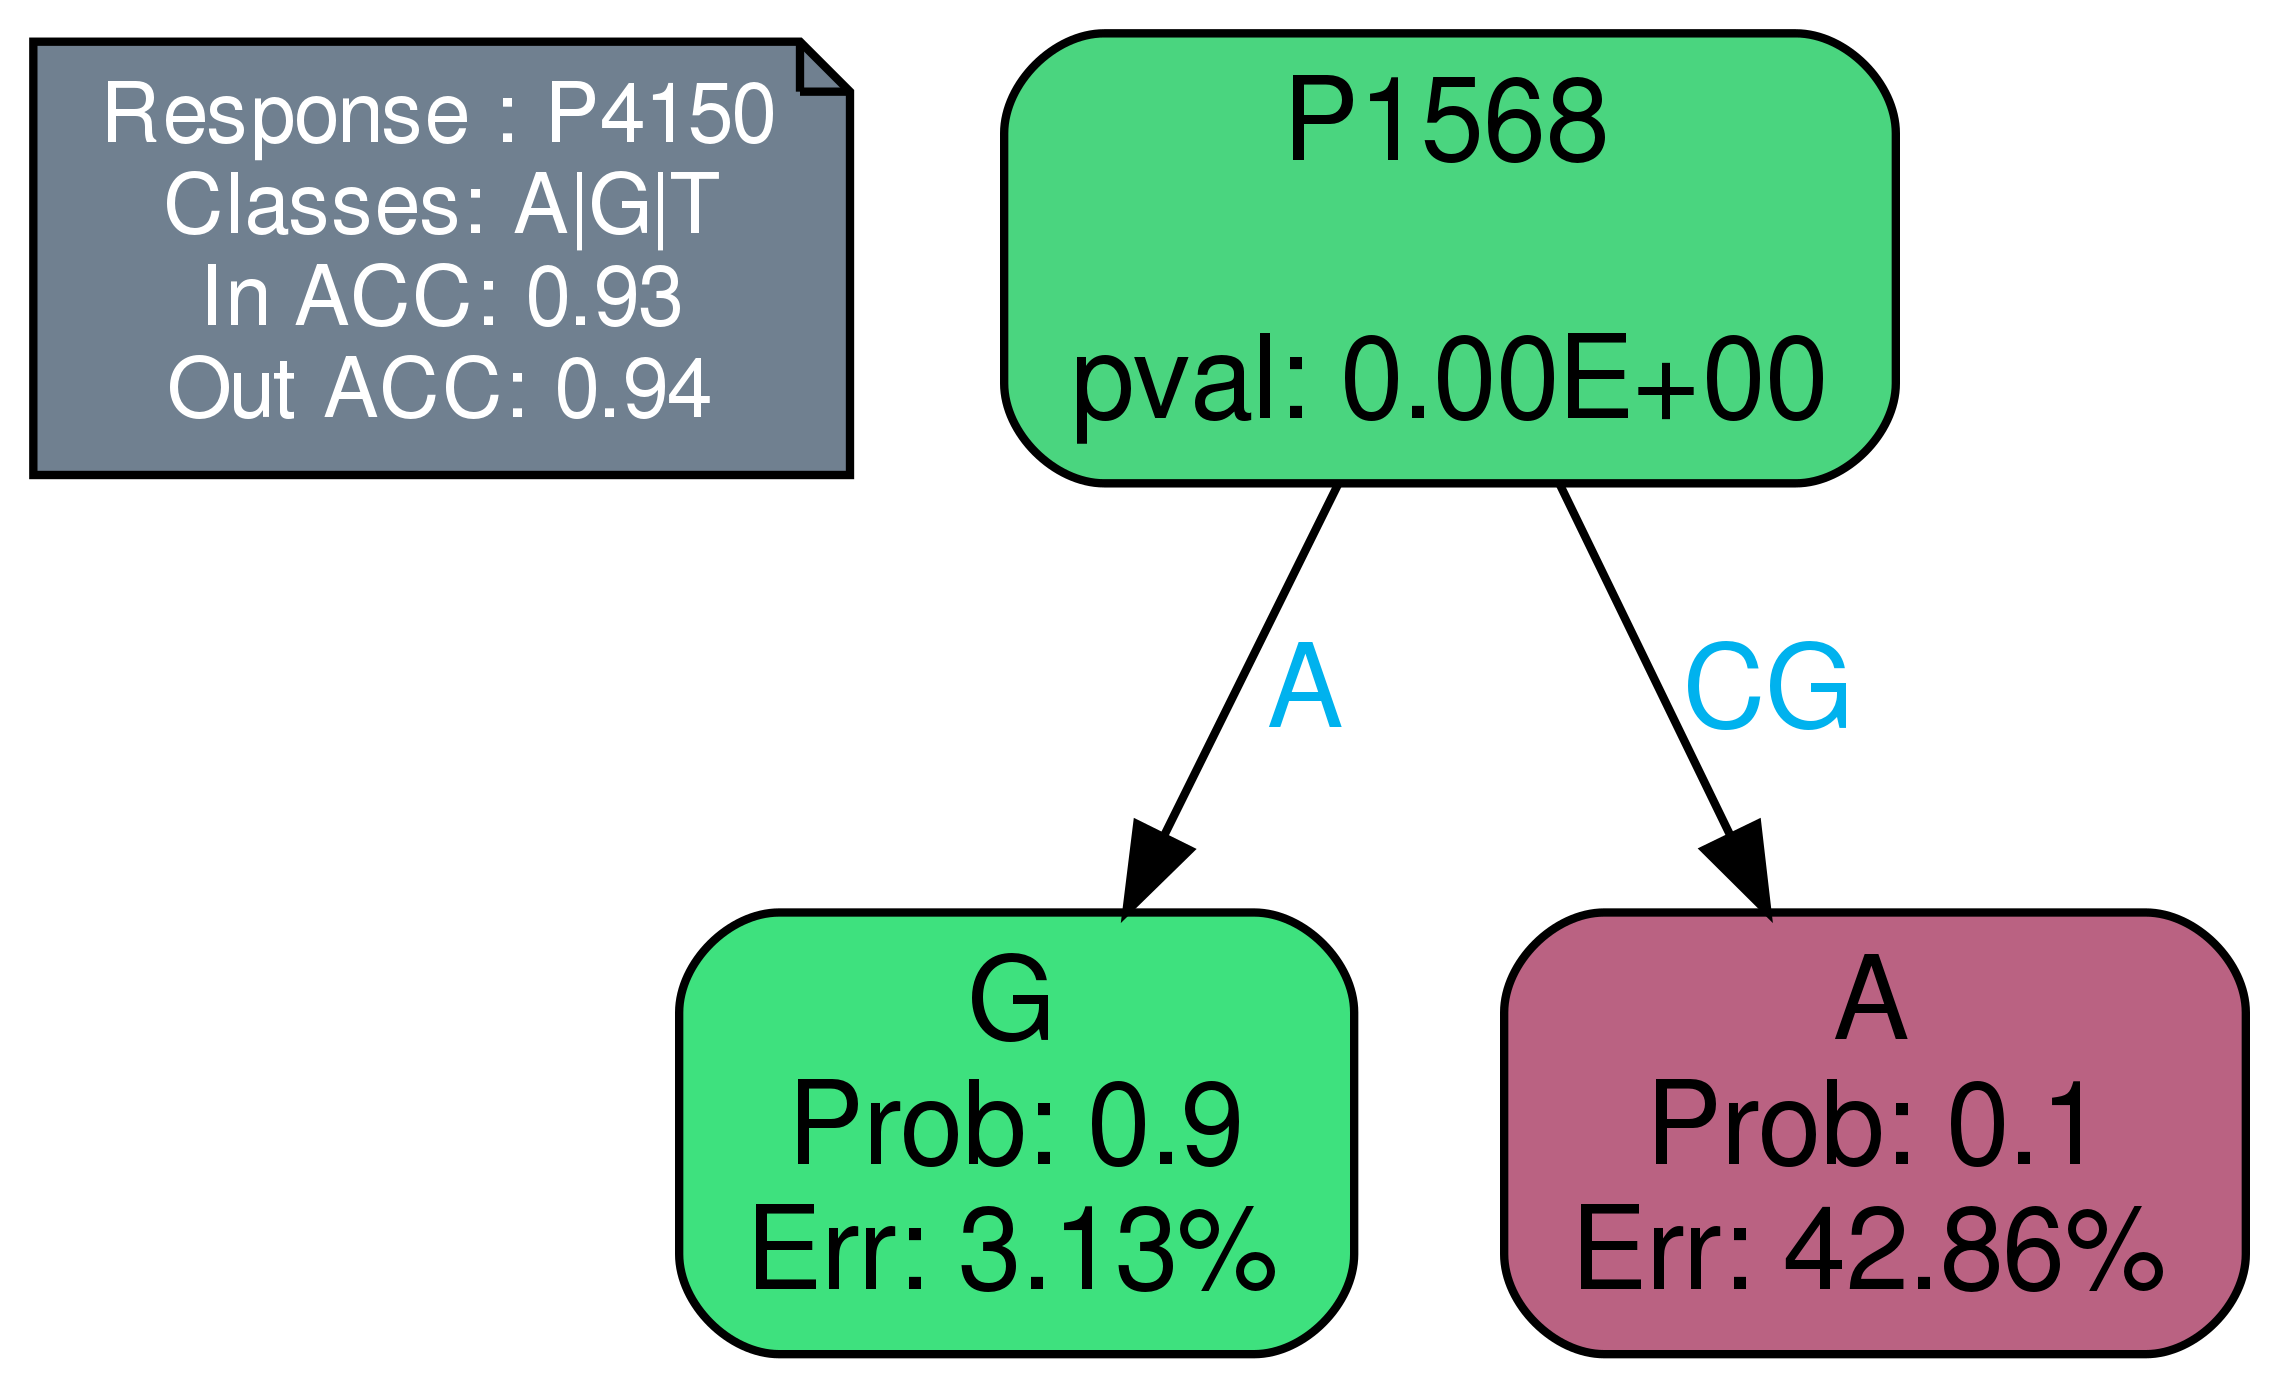 Response : P4150
Classes: A|G|T
In ACC: 0.93
Out ACC: 0.94
P1568
pval: 0.00E+00
A
CG
G
Prob: 0.9
Err: 3.13%
A
Prob: 0.1
Err: 42.86%